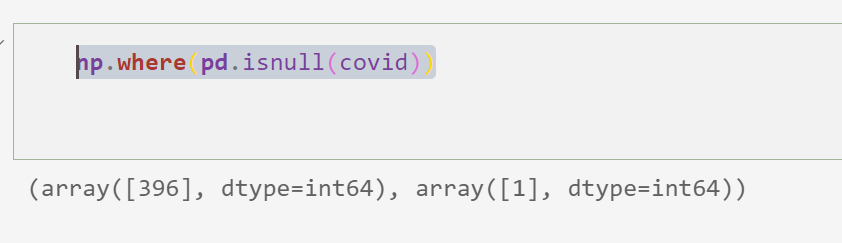 np.where(pd.isnull(covid))
(array([396], dtype=int64), array([1], dtype=int64))